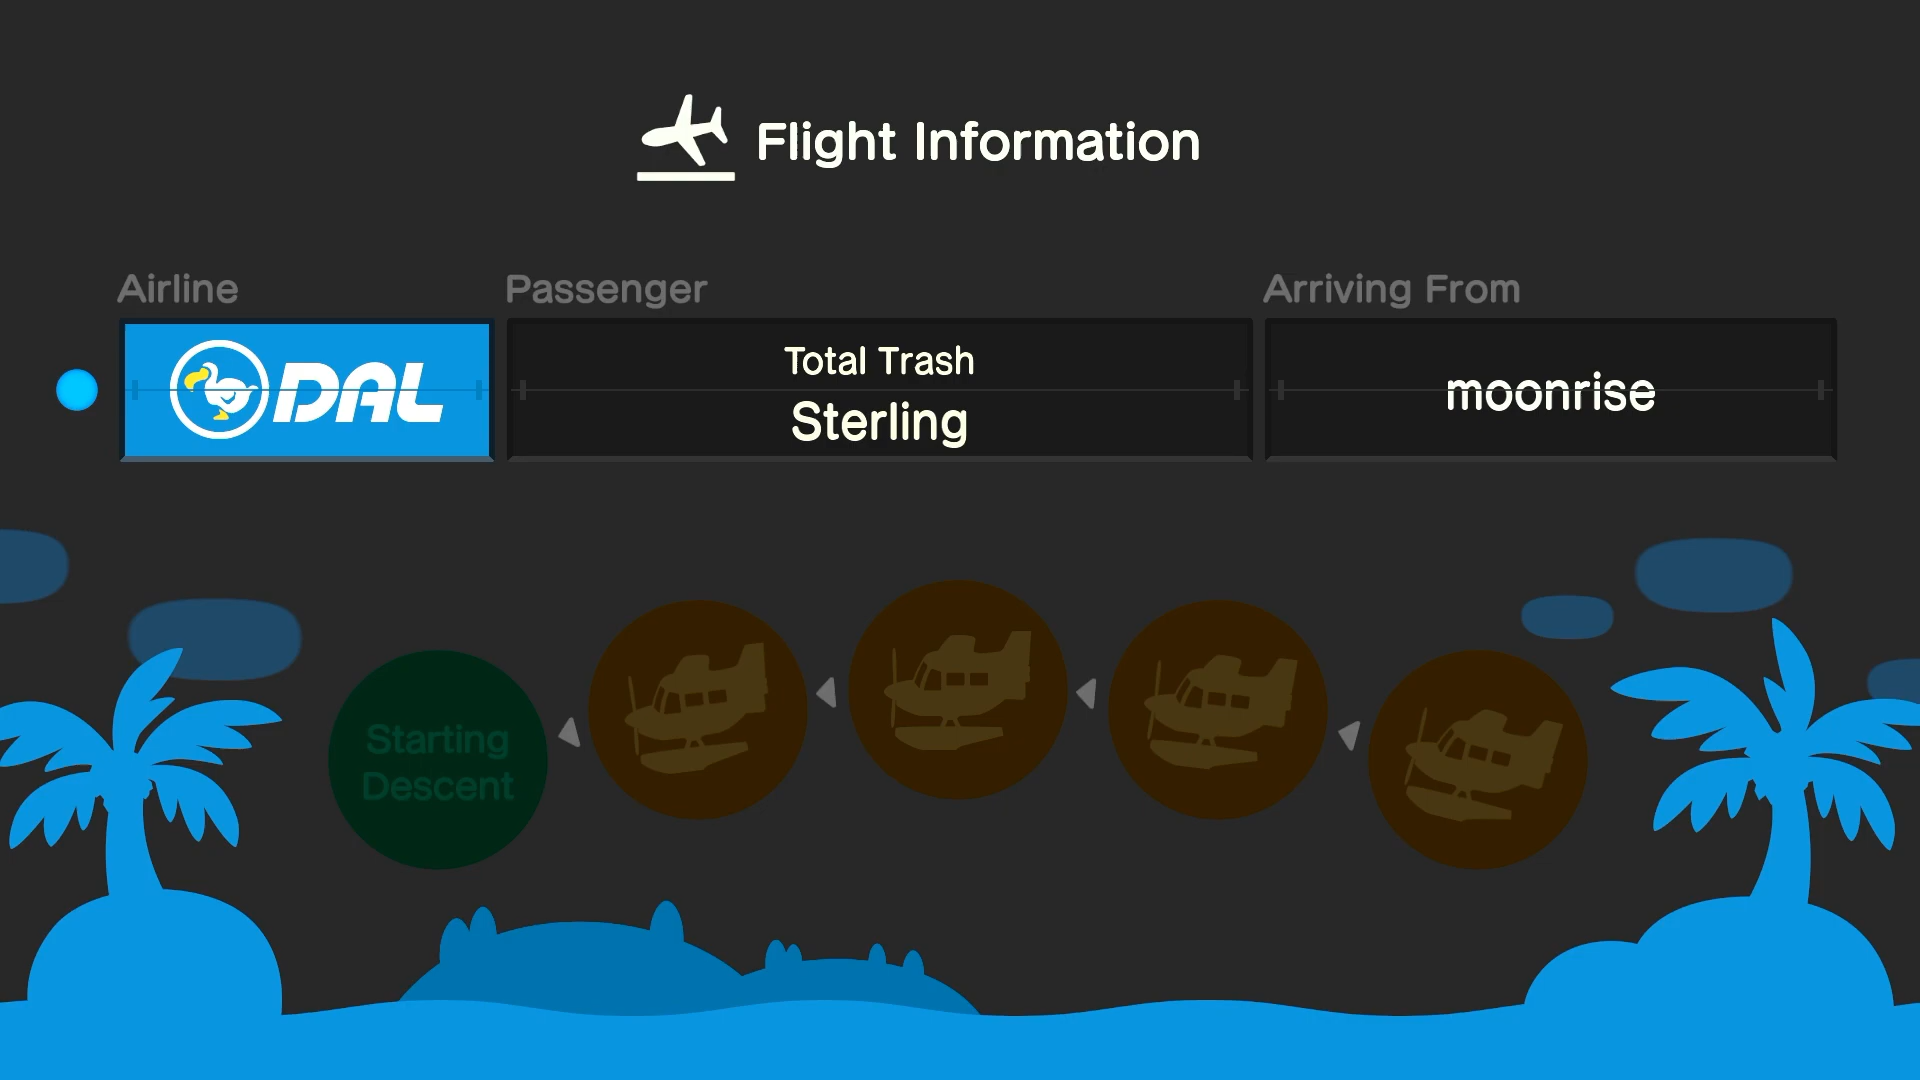 Flight Information
Airline
Passenger
Arriving From
DAL
Total Trash
Sterling
moonrise
Starting
Descent